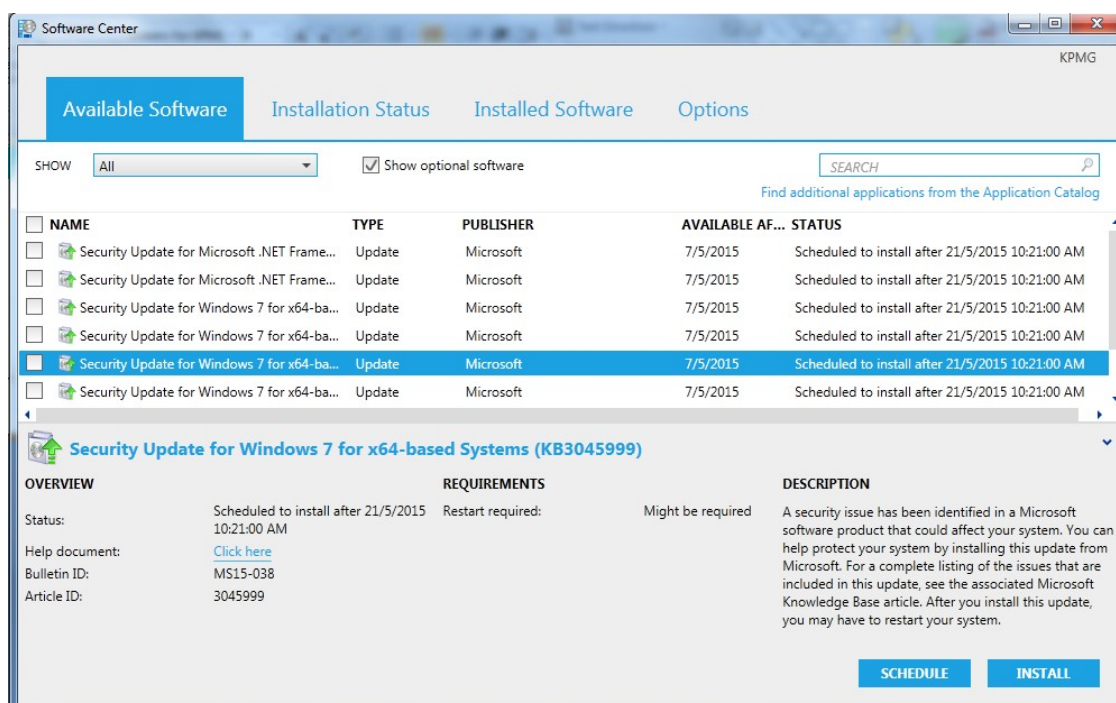 Software Center
KPMG
Available Software Installation Status Installed Software Options
SHOW All Show optional software SEARCH
Find additional applications from the Application Catalog
NAME TYPE PUBLISHER AVAILABLE AF... STATUS
Security Update for Microsoft .NET Frame... Update Microsoft 7/5/2015 Scheduled to install after 21/5/2015 10:21:00 AM
Security Update for Microsoft .NET Frame... Update Microsoft 7/5/2015 Scheduled to install after 21/5/2015 10:21:00 AM
Security Update for Windows 7 for x64-ba... Update Microsoft 7/5/2015 Scheduled to install after 21/5/2015 10:21:00 AM
Security Update for Windows 7 for x64-ba... Update Microsoft 7/5/2015 Scheduled to install after 21/5/2015 10:21:00 AM
Security Update for Windows 7 for x64-ba... Update Microsoft 7/5/2015 Scheduled to install after 21/5/2015 10:21:00 AM
Security Update for Windows 7 for x64-ba... Update Microsoft 7/5/2015 Scheduled to install after 21/5/2015 10:21:00 AM
Security Update for Windows 7 for x64-based Systems (KB3045999)
OVERVIEW
Status: Scheduled to install after 21/5/2015
10:21:00 AM
Help document: Click here
Bulletin ID: MS15-038
Article ID: 3045999
REQUIREMENTS
Restart required: Might be required
DESCRIPTION
A security issue has been identified in a Microsoft
software product that could affect your system. You can
help protect your system by installing this update from
Microsoft. For a complete listing of the issues that are
included in this update, see the associated Microsoft
Knowledge Base article. After you install this update,
you may have to restart your system.
SCHEDULE INSTALL